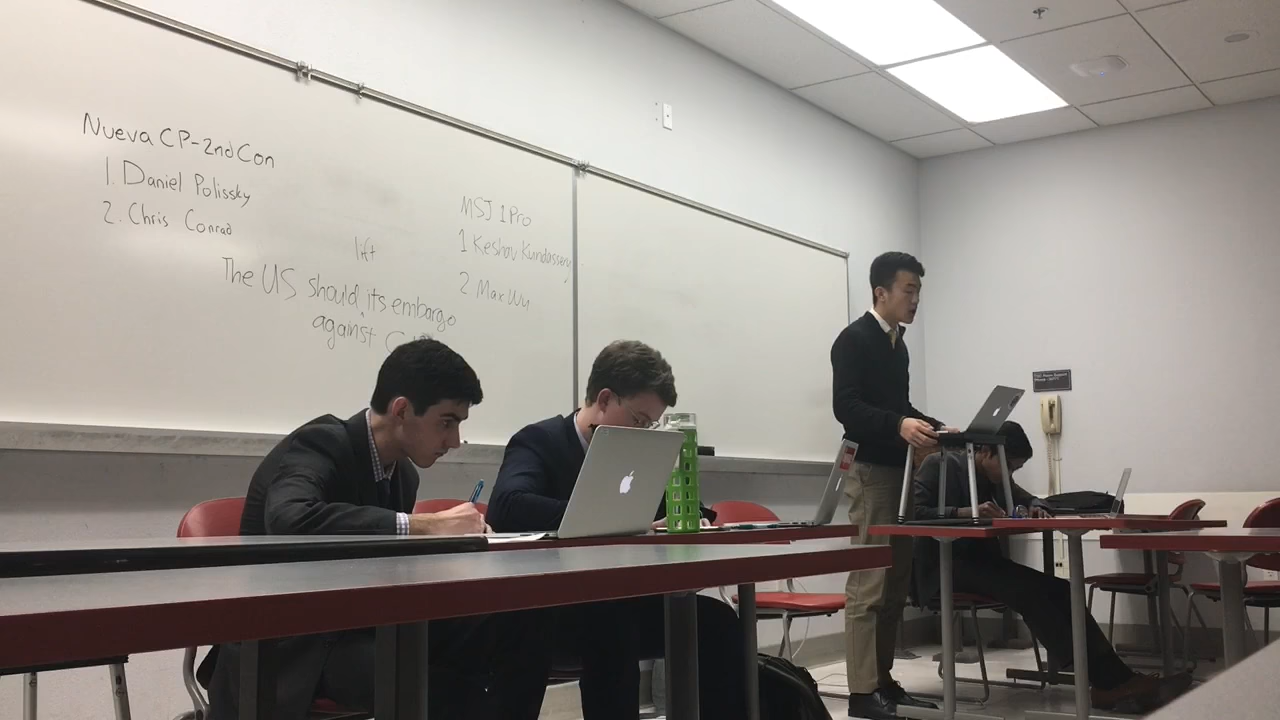 Nueva CP-2nd Con
1. Daniel Polissky
2. Chris Conrad
MSJ 1 Pro
1 Keshav Kundassery
2 Max Wu
lift
The US should its embargo
against